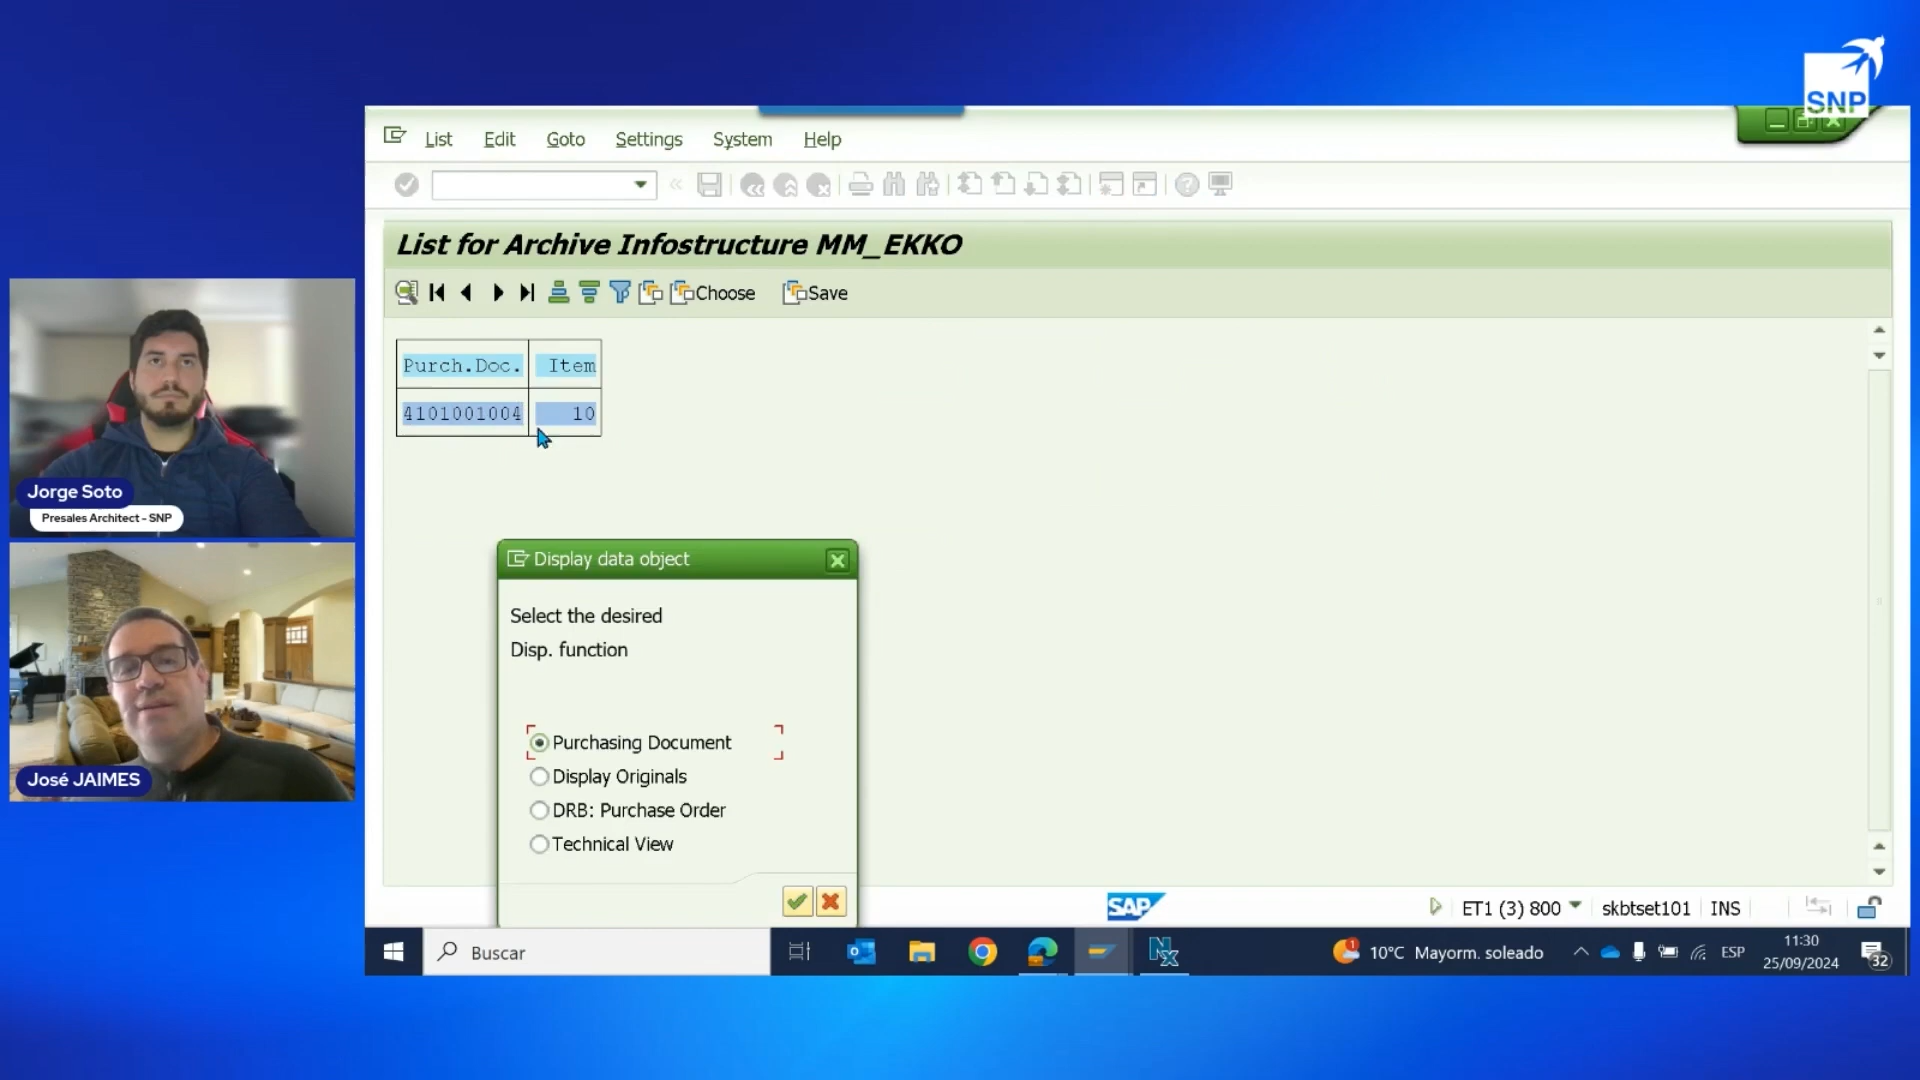 SNP
List Edit Goto Settings System Help
List for Archive Infostructure MM_EKKO
Choose Save
Purch.Doc. Item
4101001004 10
Jorge Soto
Presales Architect - SNP
José JAIMES
Display data object
Select the desired
Disp. function
Purchasing Document
Display Originals
DRB: Purchase Order
Technical View
SAP
ET1 (3) 800 skbtset101 INS
Buscar
1
10°C Mayorm. soleado
ESP
11:30
25/09/2024
32